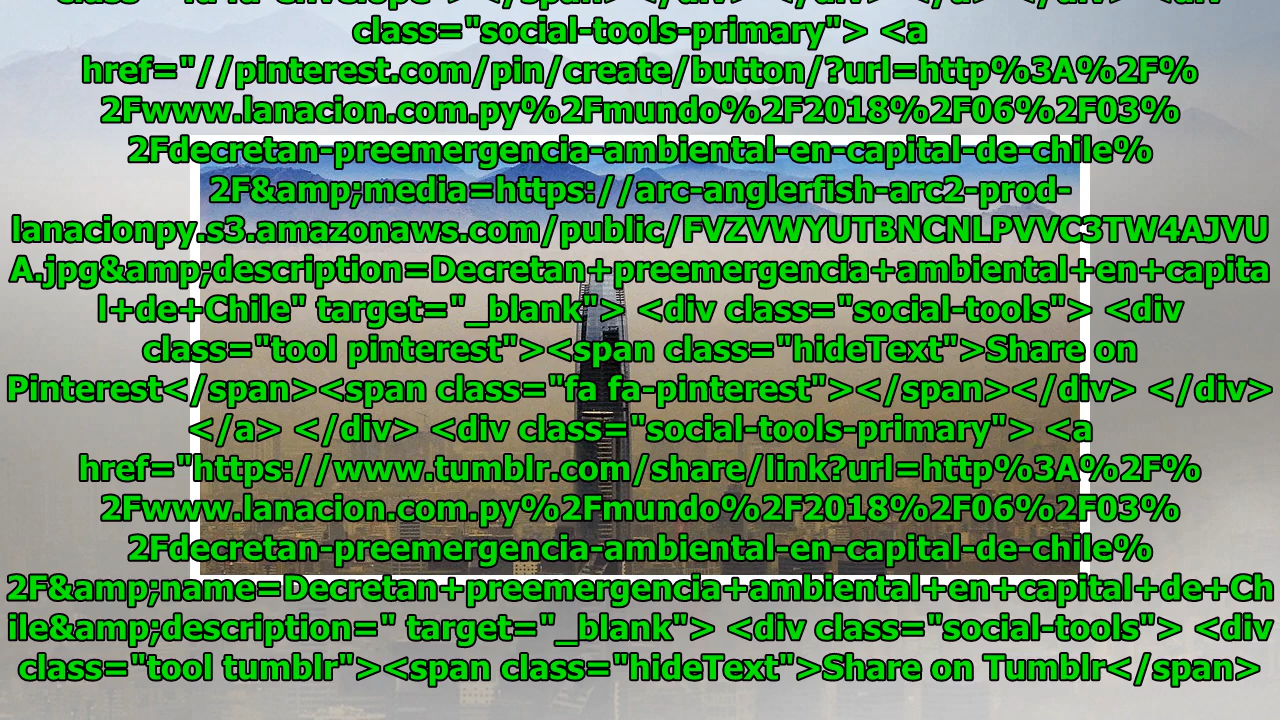 class="social-tools-primary"> <a
href="//pinterest.com/pin/create/button/?url=http%3A%2F%
2Fwww.lanacion.com.py%2Fmundo%2F2018%2F06%2F03%
2Fdecretan-preemergencia-ambiental-en-capital-de-chile%
2F&amp;media=https://arc-anglerfish-arc2-prod-
lanacionpy.s3.amazonaws.com/public/FVZVWYUTBNCNLPVVC3TW4AJVU
A.jpg&amp;description=Decretan+preemergencia+ambiental+en+capita
l+de+Chile" target="_blank"> <div class="social-tools"> <div
class="tool pinterest"><span class="hideText">Share on
Pinterest</span><span class="fa fa-pinterest"></span></div> </div>
</a> </div> <div class="social-tools-primary"> <a
href="https://www.tumblr.com/share/link?url=http%3A%2F%
2Fwww.lanacion.com.py%2Fmundo%2F2018%2F06%2F03%
2Fdecretan-preemergencia-ambiental-en-capital-de-chile%
2F&amp;name=Decretan+preemergencia+ambiental+en+capital+de+Ch
ile&amp;description=" target="_blank"> <div class="social-tools"> <div
class="tool tumblr"><span class="hideText">Share on Tumblr</span>